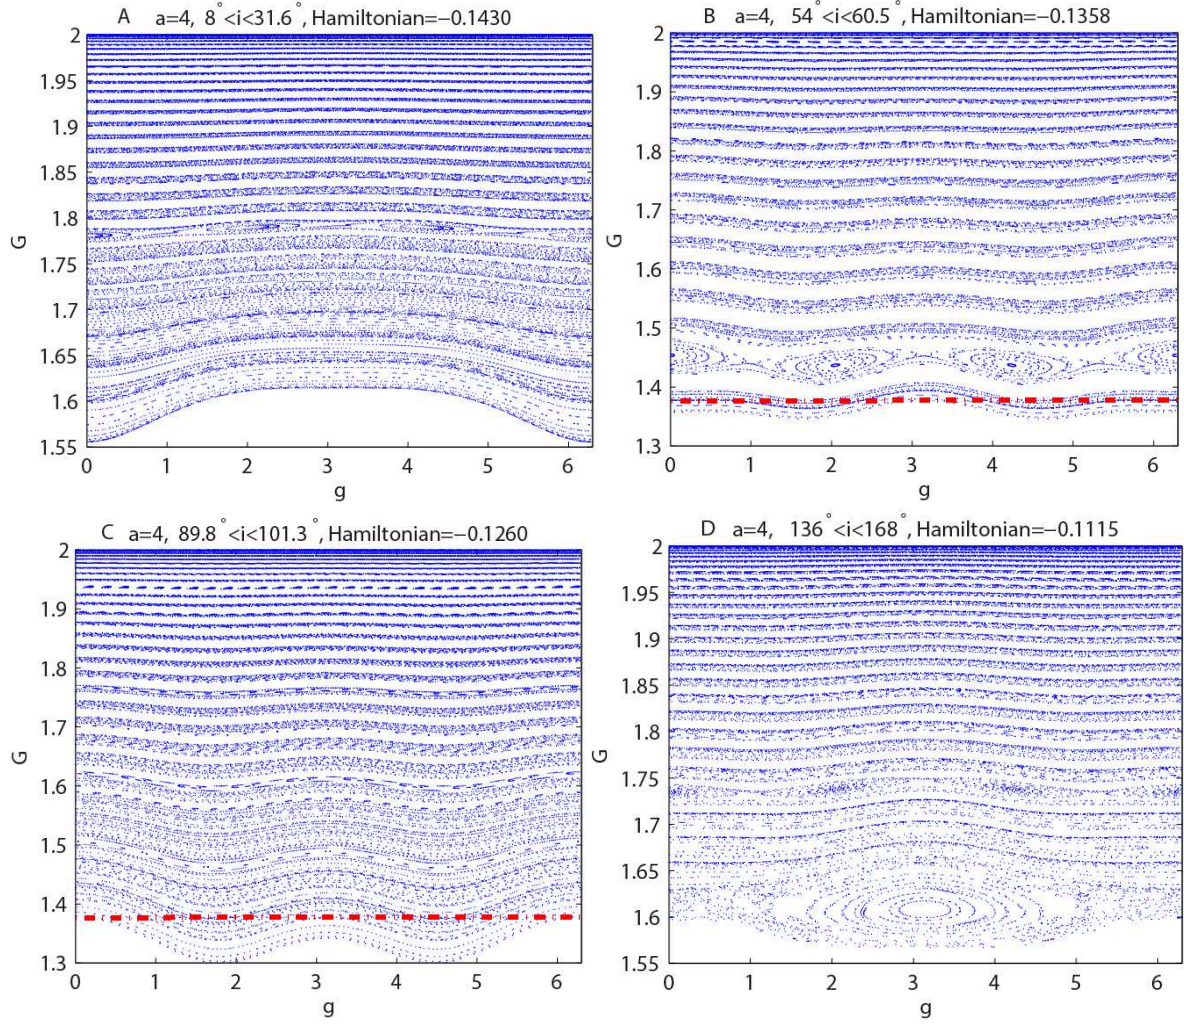 A a=4, 8°<i<31.6°, Hamiltonian=−0.1430
2
1.95
1.9
1.85
1.8
1.75
1.7
1.65
1.6
1.55
G
0 1 2 3 4 5 6
g
B a=4, 54°<i<60.5°, Hamiltonian=−0.1358
2
1.9
1.8
1.7
1.6
1.5
1.4
1.3
G
0 1 2 3 4 5 6
g
C a=4, 89.8°<i<101.3°, Hamiltonian=−0.1260
2
1.9
1.8
1.7
1.6
1.5
1.4
1.3
G
0 1 2 3 4 5 6
g
D a=4, 136°<i<168°, Hamiltonian=−0.1115
2
1.95
1.9
1.85
1.8
1.75
1.7
1.65
1.6
1.55
G
0 1 2 3 4 5 6
g